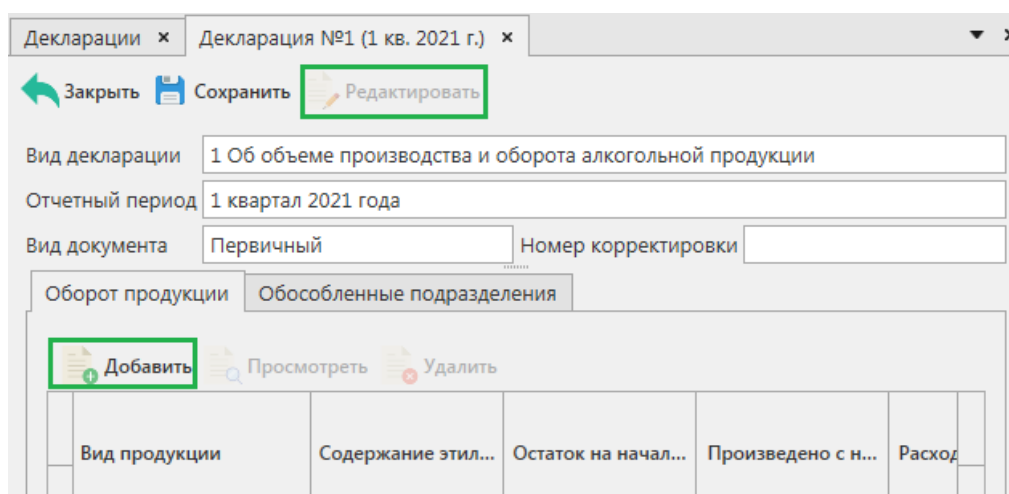 Декларации × Декларация №1 (1 кв. 2021 г.) ×
Закрыть Сохранить Редактировать
Вид декларации 1 Об объеме производства и оборота алкогольной продукции
Отчетный период 1 квартал 2021 года
Вид документа Первичный Номер корректировки
Оборот продукции Обособленные подразделения
Добавить Просмотреть Удалить
Вид продукции Содержание этил... Остаток на начал... Произведено с н... Расход